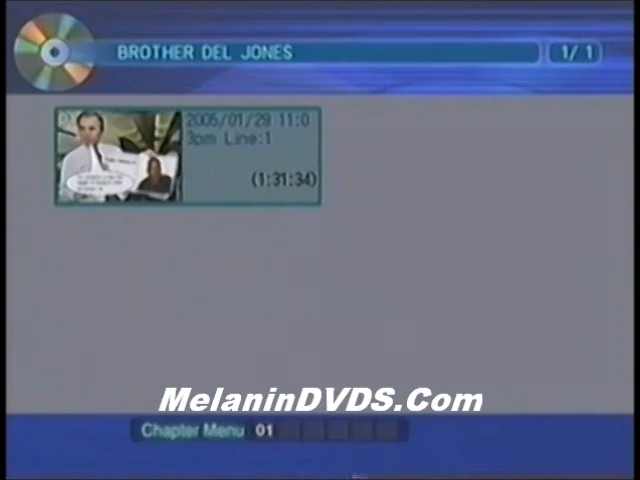 BROTHER DEL JONES
1/ 1
2005/01/29 11:0
3pm Line:1
(1:31:34)
MelaninDVDS.Com
Chapter Menu 01